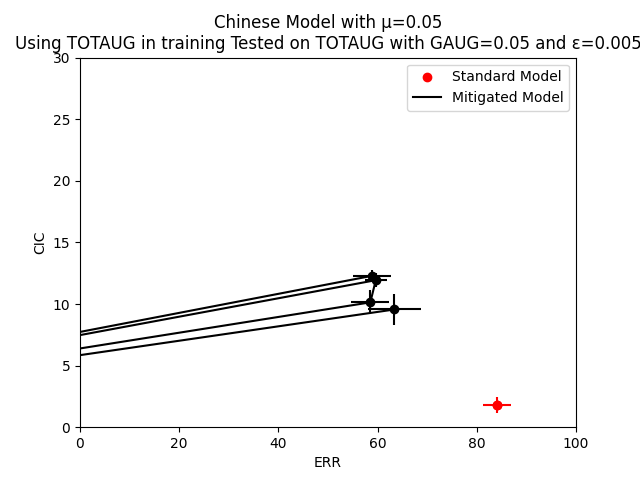 Chinese Model with μ=0.05
Using TOTAUG in training Tested on TOTAUG with GAUG=0.05 and ε=0.005
Standard Model
Mitigated Model
30
25
20
15
10
5
0
CIC
0 20 40 60 80 100
ERR